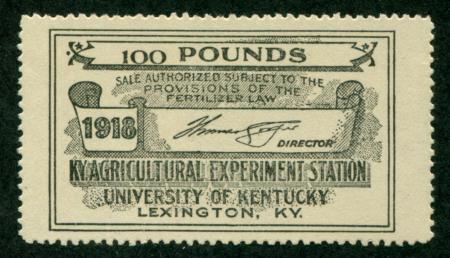 100 POUNDS
SALE AUTHORIZED SUBJECT TO THE
PROVISIONS OF THE
FERTILIZER LAW
1918
DIRECTOR
KY. AGRICULTURAL EXPERIMENT STATION
UNIVERSITY OF KENTUCKY
LEXINGTON, KY.